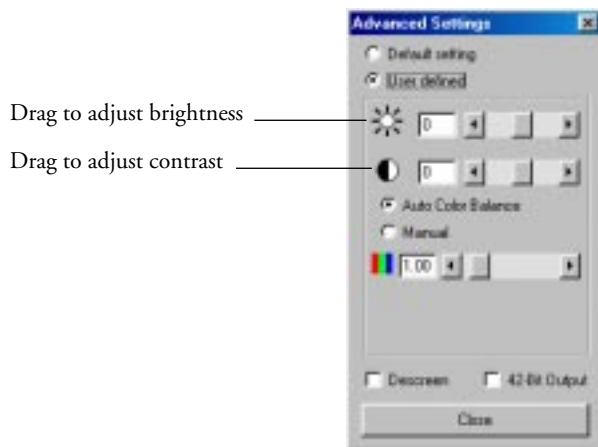 Advanced Settings
Default setting
User defined
Drag to adjust brightness
0
Drag to adjust contrast
0
Auto Color Balance
Manual
1.00
Descreen
42-Bit Output
Close